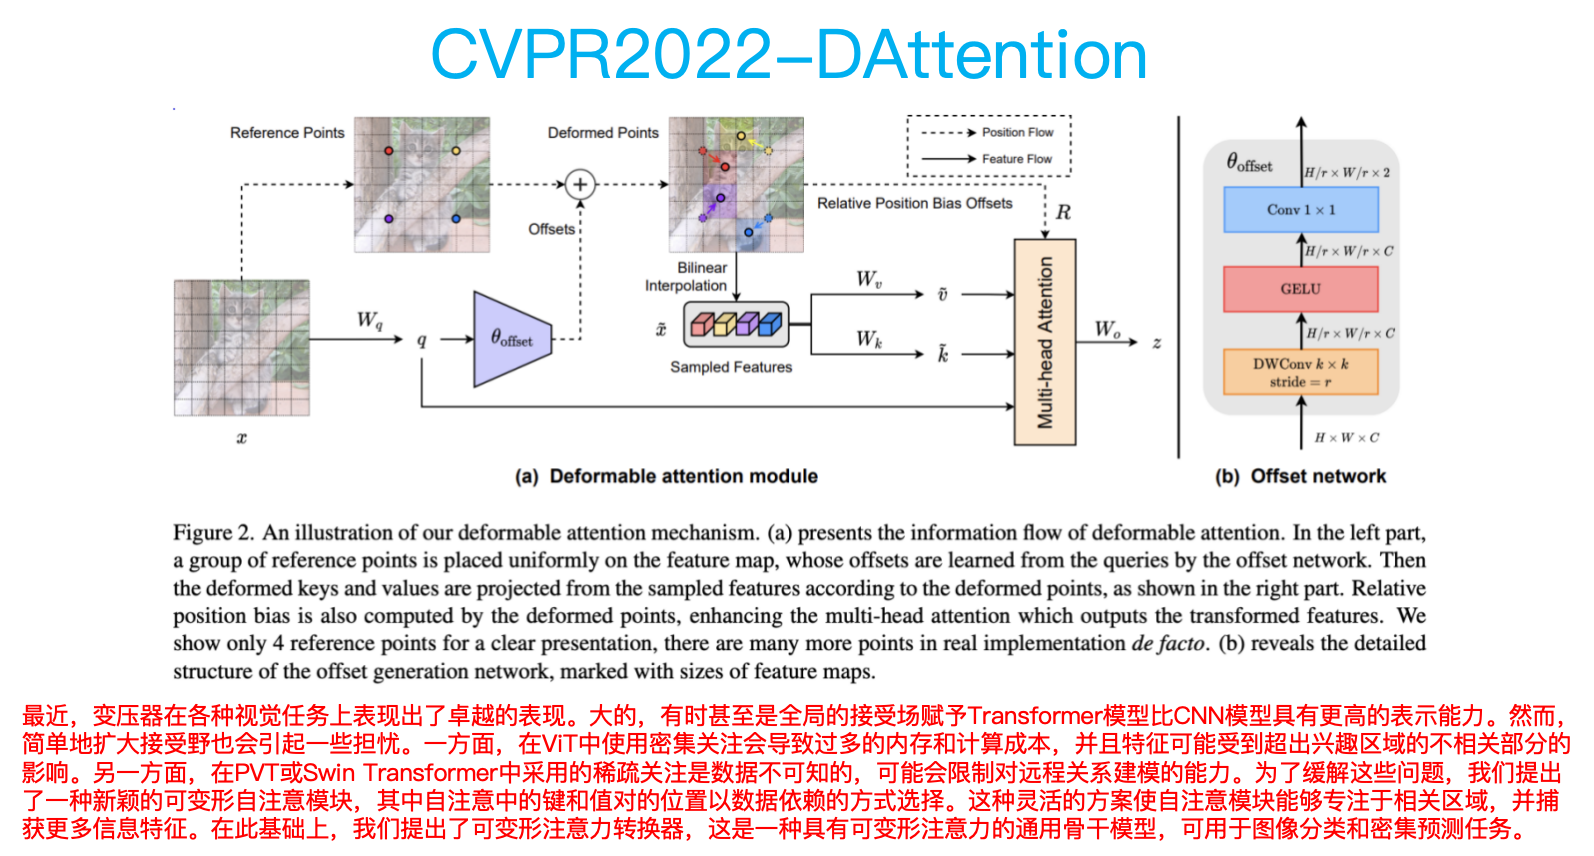 CVPR2022-DAttention
Reference Points
Deformed Points
Position Flow
Feature Flow
Offsets
Relative Position Bias Offsets
R
Bilinear
Interpolation
x̃
Sampled Features
W_q
q
θ_offset
W_v
ṽ
W_k
k̃
Multi-head Attention
W_o
z
x
(a) Deformable attention module
θ_offset
H/r × W/r × 2
Conv 1 × 1
H/r × W/r × C
GELU
H/r × W/r × C
DWConv k × k
stride = r
H × W × C
(b) Offset network
Figure 2. An illustration of our deformable attention mechanism. (a) presents the information flow of deformable attention. In the left part,
a group of reference points is placed uniformly on the feature map, whose offsets are learned from the queries by the offset network. Then
the deformed keys and values are projected from the sampled features according to the deformed points, as shown in the right part. Relative
position bias is also computed by the deformed points, enhancing the multi-head attention which outputs the transformed features. We
show only 4 reference points for a clear presentation, there are many more points in real implementation de facto. (b) reveals the detailed
structure of the offset generation network, marked with sizes of feature maps.
最近，变压器在各种视觉任务上表现出了卓越的表现。大的，有时甚至是全局的接受场赋予Transformer模型比CNN模型具有更高的表示能力。然而，
简单地扩大接受野也会引起一些担忧。一方面，在ViT中使用密集关注会导致过多的内存和计算成本，并且特征可能受到超出兴趣区域的不相关部分的
影响。另一方面，在PVT或Swin Transformer中采用的稀疏关注是数据不可知的，可能会限制对远程关系建模的能力。为了缓解这些问题，我们提出
了一种新颖的可变形自注意模块，其中自注意中的键和值对的位置以数据依赖的方式选择。这种灵活的方案使自注意模块能够专注于相关区域，并捕
获更多信息特征。在此基础上，我们提出了可变形注意力转换器，这是一种具有可变形注意力的通用骨干模型，可用于图像分类和密集预测任务。